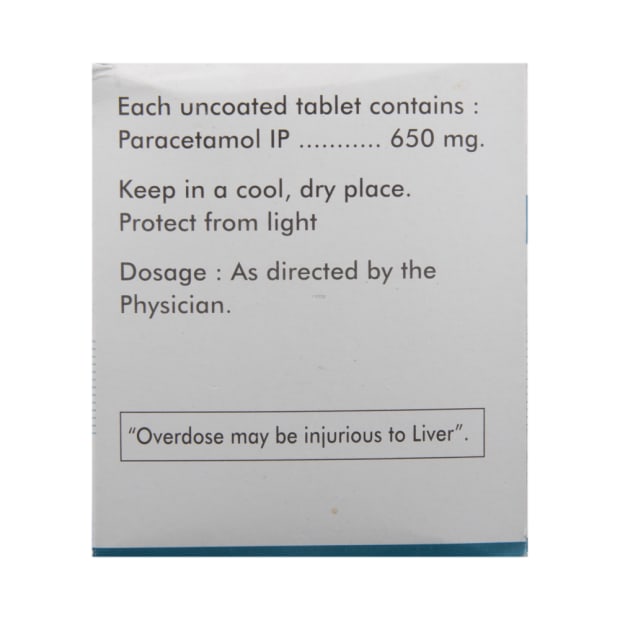 Each uncoated tablet contains :
Paracetamol IP ........... 650 mg.
Keep in a cool, dry place.
Protect from light
Dosage : As directed by the
Physician.
“Overdose may be injurious to Liver”.